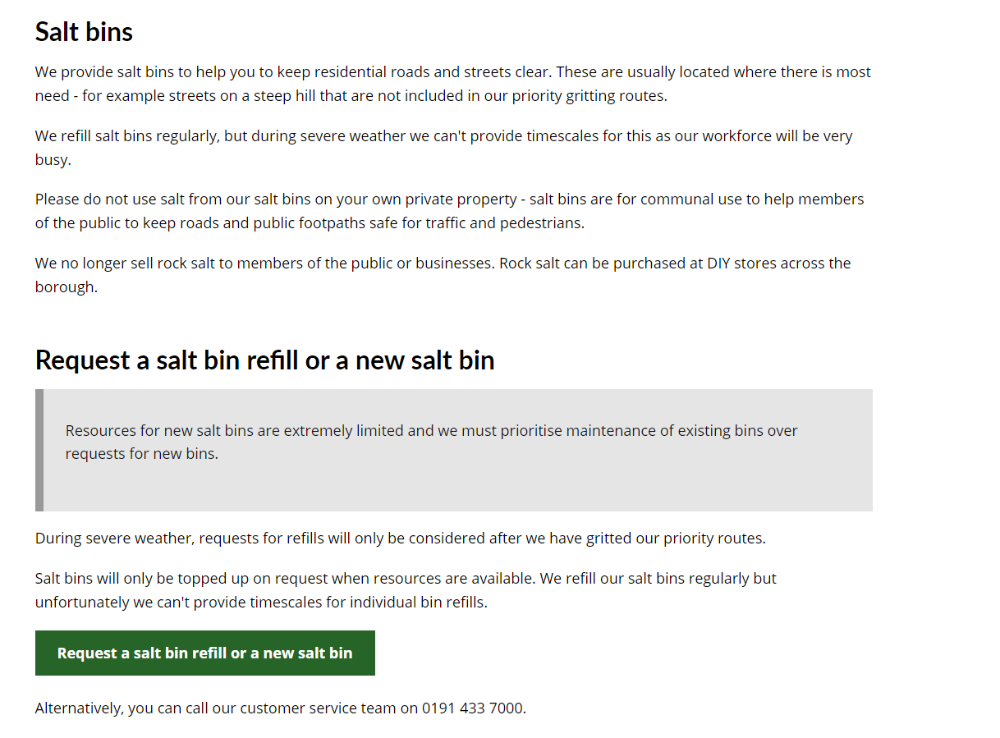 Salt bins
We provide salt bins to help you to keep residential roads and streets clear. These are usually located where there is most
need - for example streets on a steep hill that are not included in our priority gritting routes.
We refill salt bins regularly, but during severe weather we can't provide timescales for this as our workforce will be very
busy.
Please do not use salt from our salt bins on your own private property - salt bins are for communal use to help members
of the public to keep roads and public footpaths safe for traffic and pedestrians.
We no longer sell rock salt to members of the public or businesses. Rock salt can be purchased at DIY stores across the
borough.
Request a salt bin refill or a new salt bin
Resources for new salt bins are extremely limited and we must prioritise maintenance of existing bins over
requests for new bins.
During severe weather, requests for refills will only be considered after we have gritted our priority routes.
Salt bins will only be topped up on request when resources are available. We refill our salt bins regularly but
unfortunately we can't provide timescales for individual bin refills.
Request a salt bin refill or a new salt bin
Alternatively, you can call our customer service team on 0191 433 7000.